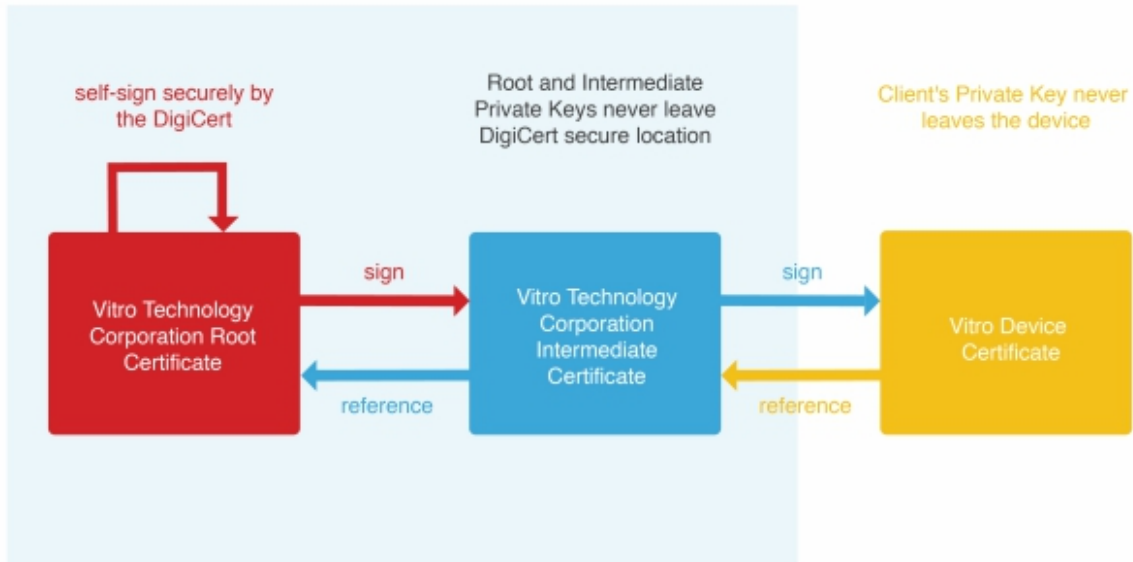 self-sign securely by
the DigiCert
Root and Intermediate
Private Keys never leave
DigiCert secure location
Client's Private Key never
leaves the device
Vitro Technology
Corporation Root
Certificate
sign
reference
Vitro Technology
Corporation
Intermediate
Certificate
sign
reference
Vitro Device
Certificate